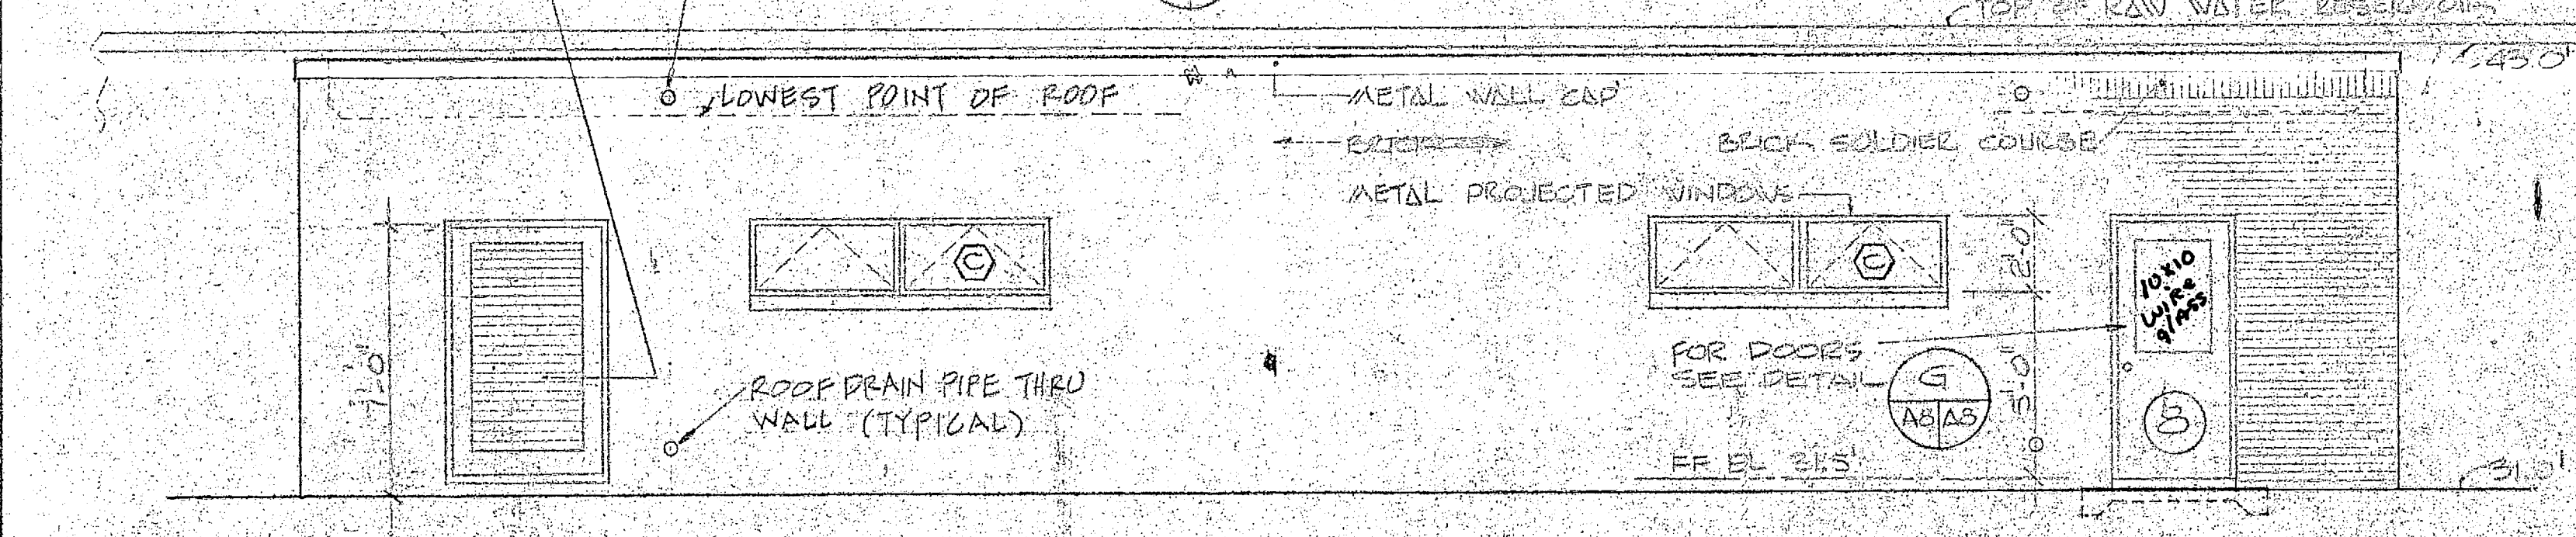 TOP OF RAW WATER RESERVOIR
43.0'
LOWEST POINT OF ROOF
METAL WALL CAP
BRICK
BRICK SOLDIER COURSE
METAL PROJECTED WINDOWS
C
C
2'-0"
10x10
WIRE
glASS
7'-0"
ROOF DRAIN PIPE THRU
WALL (TYPICAL)
FOR DOORS
SEE DETAIL
G
A8 A8
5'-0"
8
FF EL 31.5'
31.0'